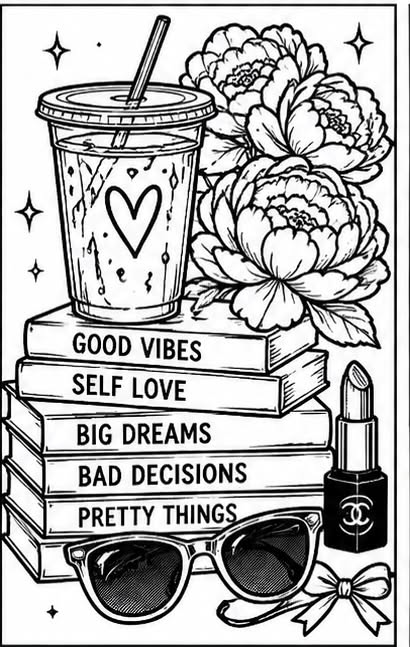 GOOD VIBES
SELF LOVE
BIG DREAMS
BAD DECISIONS
PRETTY THINGS